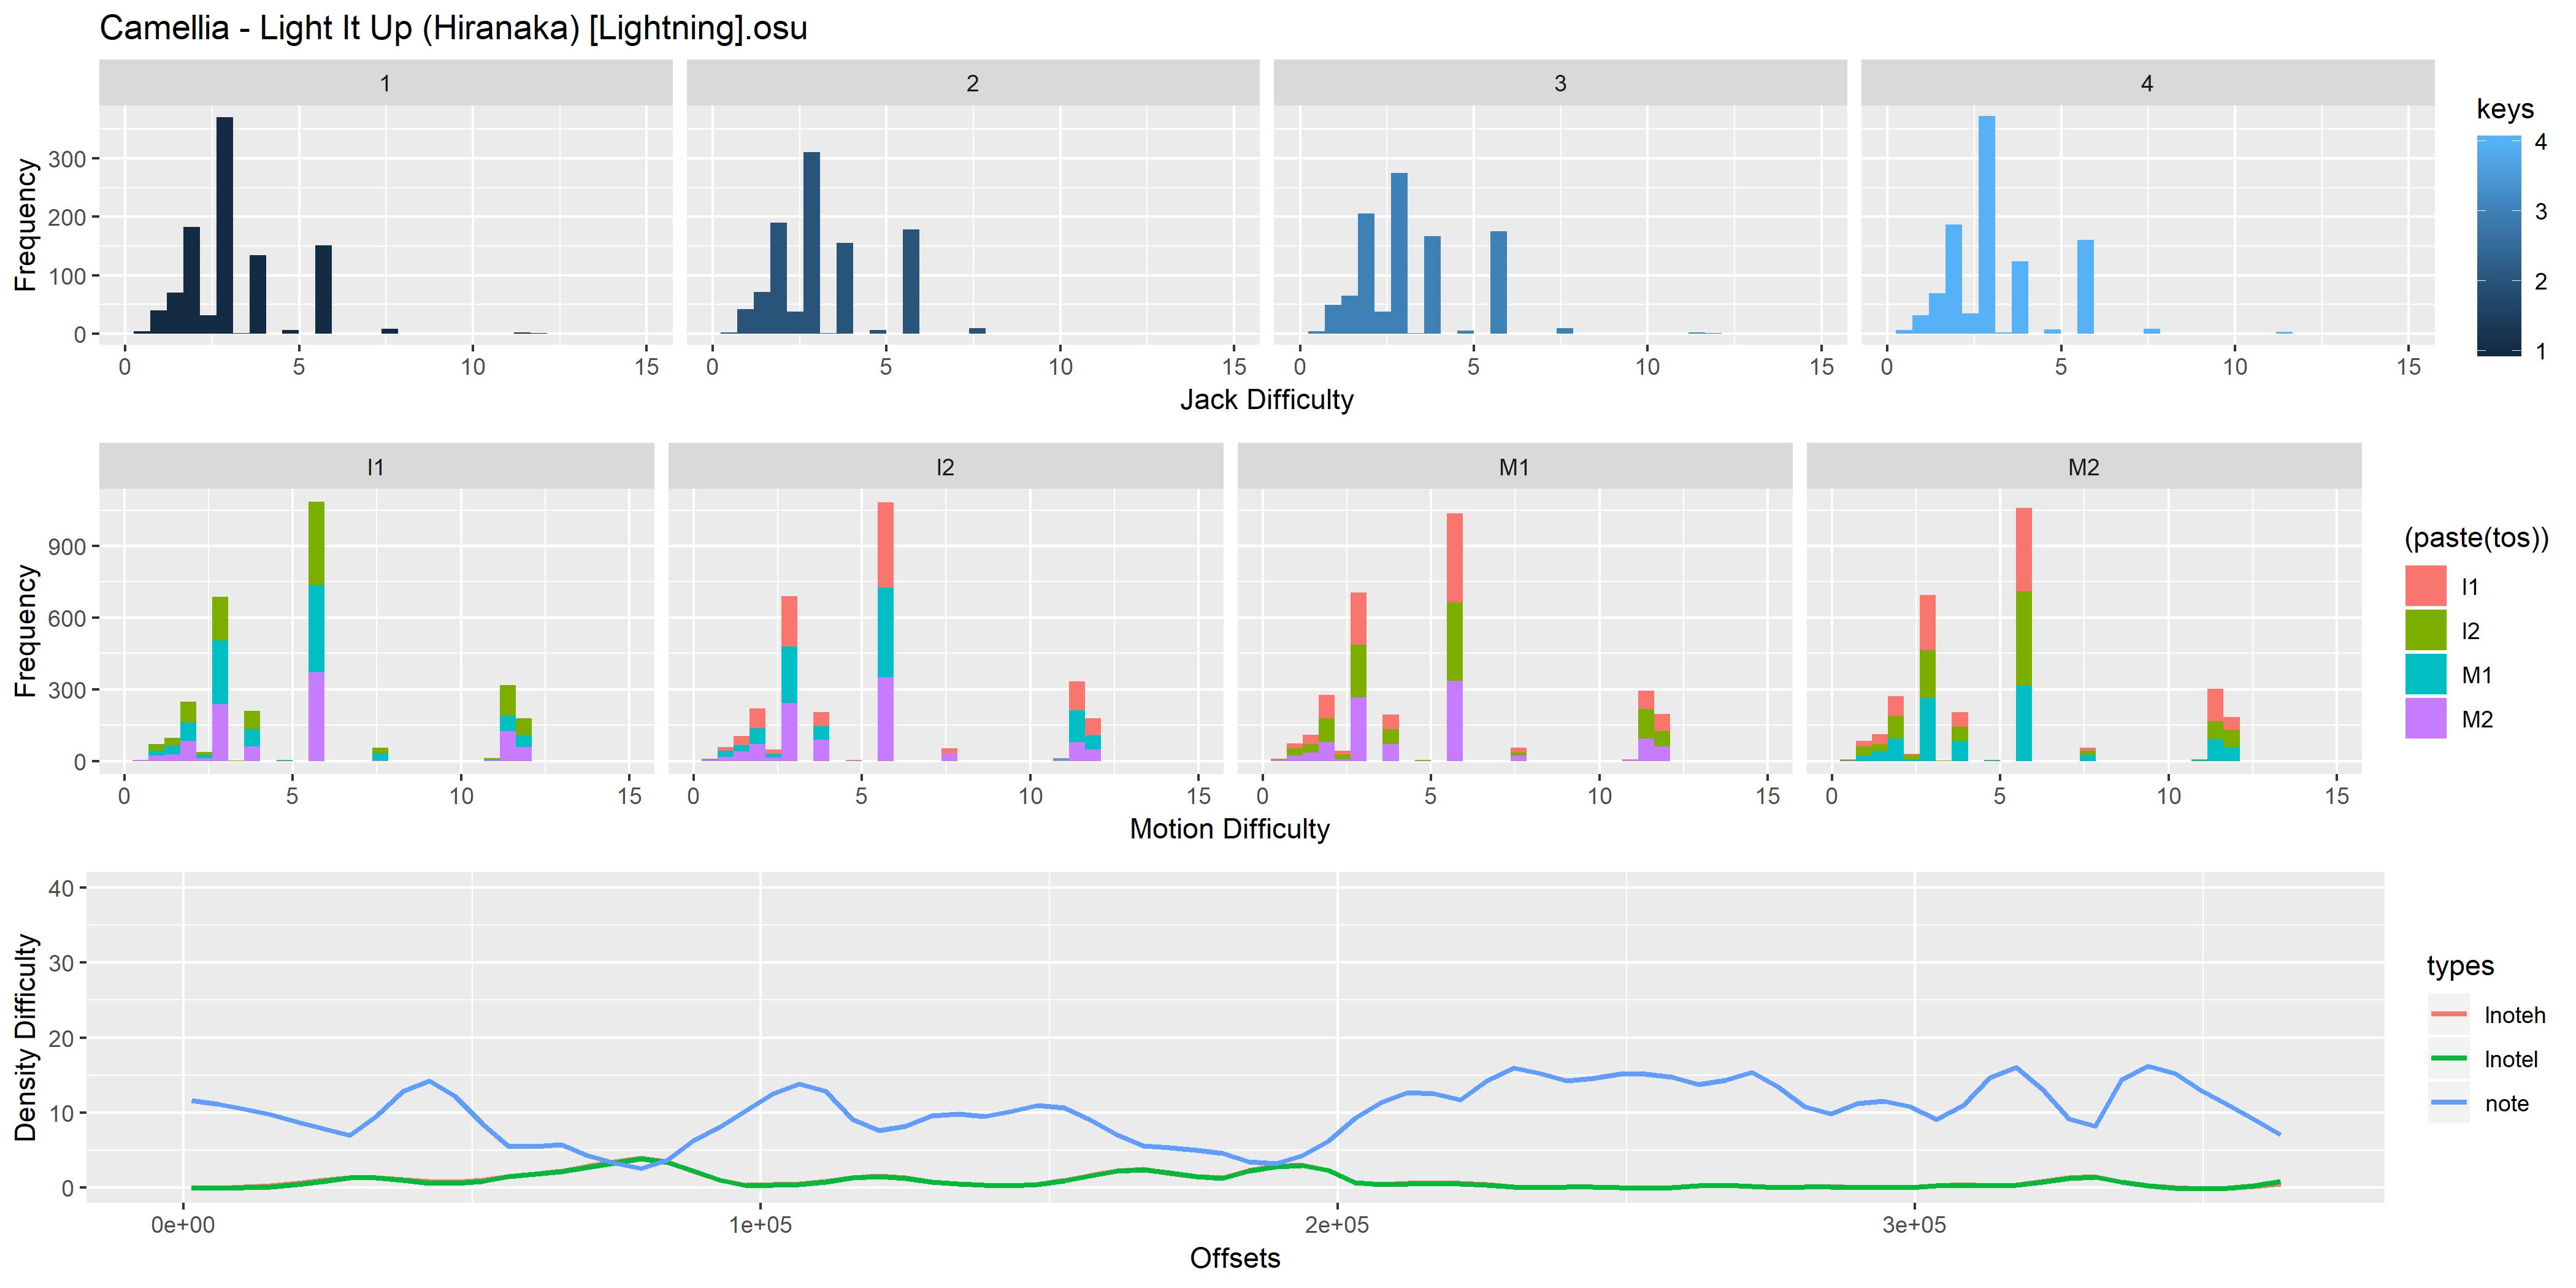 Camellia - Light It Up (Hiranaka) [Lightning].osu
1 2 3 4
Frequency
300
200
100
0
0 5 10 15 0 5 10 15 0 5 10 15 0 5 10 15
Jack Difficulty
keys
4
3
2
1
I1 I2 M1 M2
Frequency
900
600
300
0
0 5 10 15 0 5 10 15 0 5 10 15 0 5 10 15
Motion Difficulty
(paste(tos))
I1
I2
M1
M2
Density Difficulty
40
30
20
10
0
0e+00 1e+05 2e+05 3e+05
Offsets
types
lnoteh
lnotel
note